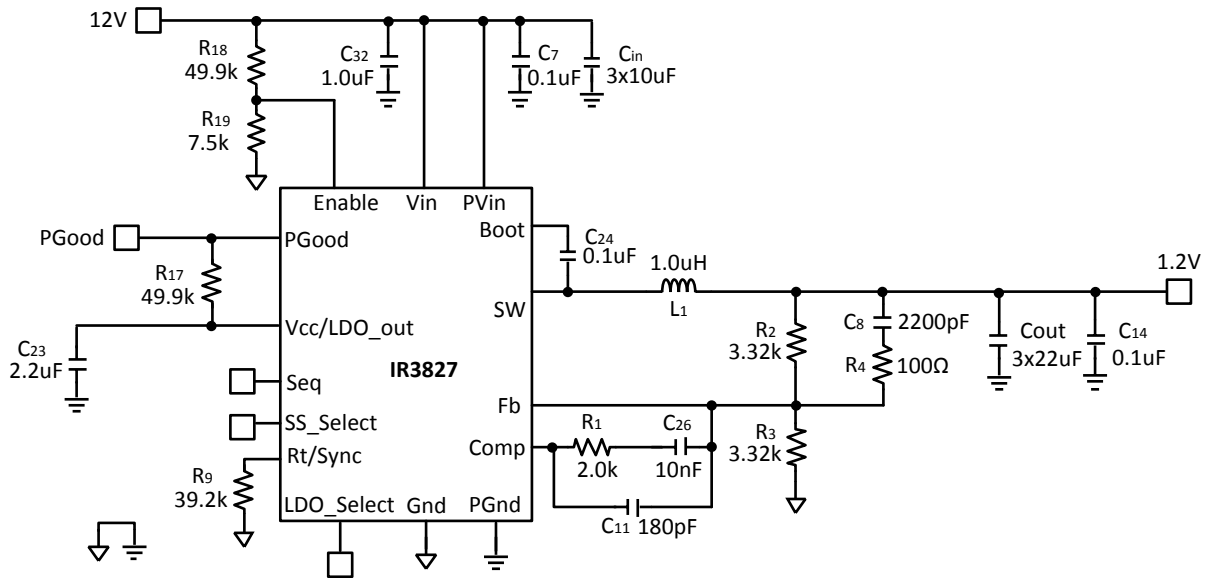 12V
R18
49.9k
C32
1.0uF
C7
0.1uF
Cin
3x10uF
R19
7.5k
Enable
Vin
PVin
PGood
PGood
Boot
C24
0.1uF
R17
49.9k
1.0uH
L1
1.2V
SW
Vcc/LDO_out
C23
2.2uF
R2
3.32k
C8
2200pF
R4
100Ω
Cout
3x22uF
C14
0.1uF
IR3827
Seq
Fb
SS_Select
R1
2.0k
C26
10nF
R3
3.32k
Comp
Rt/Sync
R9
39.2k
LDO_Select
Gnd
PGnd
C11
180pF